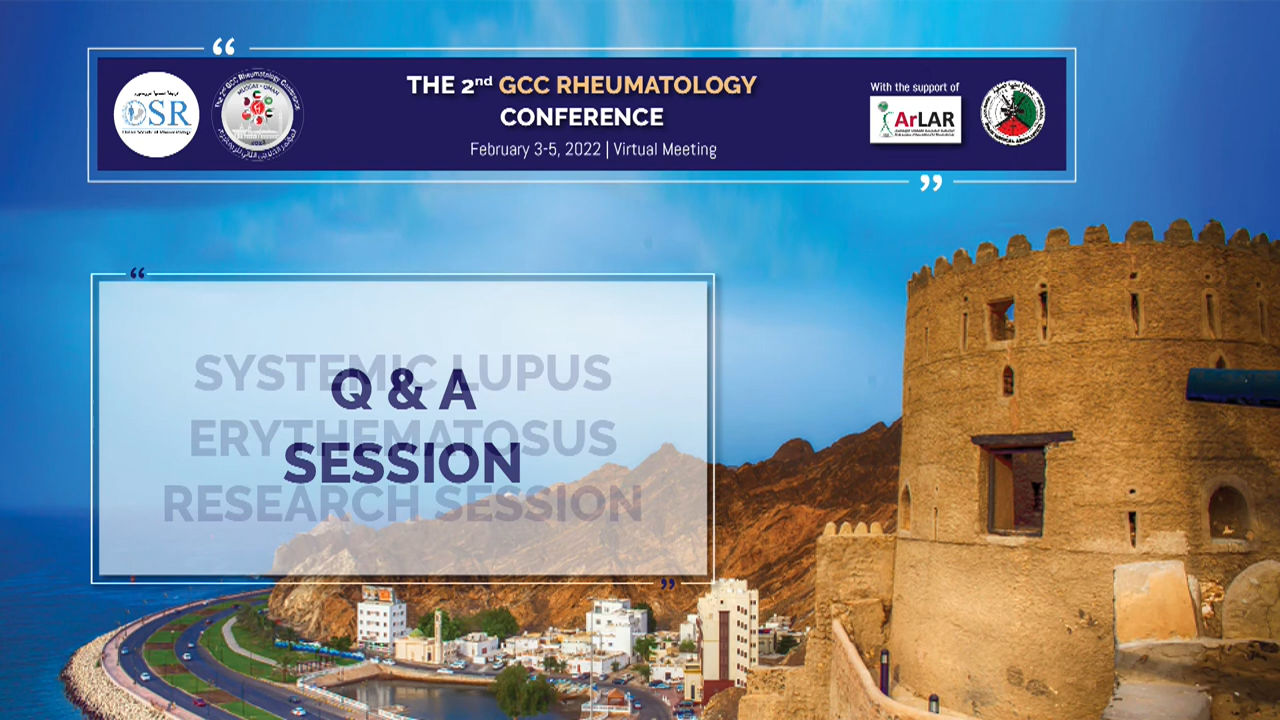 THE 2nd GCC RHEUMATOLOGY
CONFERENCE
February 3-5, 2022 | Virtual Meeting
With the support of
OSR
ArLAR
SYSTEMIC LUPUS
ERYTHEMATOSUS
RESEARCH SESSION
Q & A
SESSION